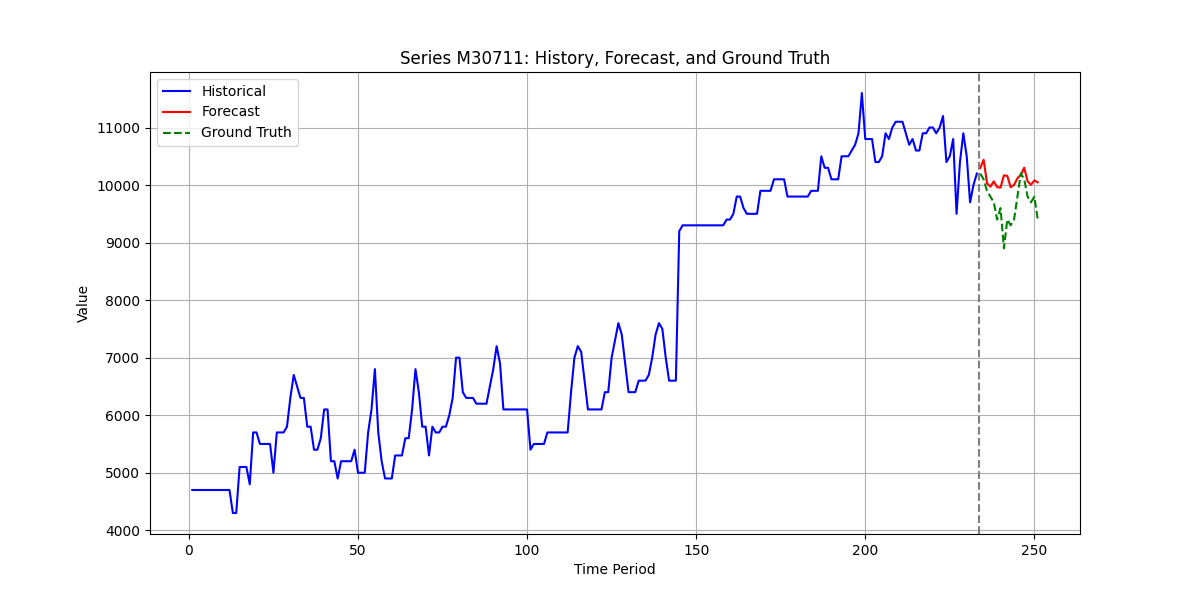 Series M30711: History, Forecast, and Ground Truth
Historical
Forecast
Ground Truth
11000
10000
9000
8000
7000
6000
5000
4000
Value
0 50 100 150 200 250
Time Period